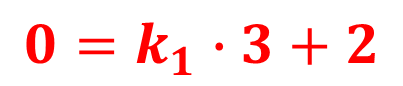 0 = k₁ · 3 + 2